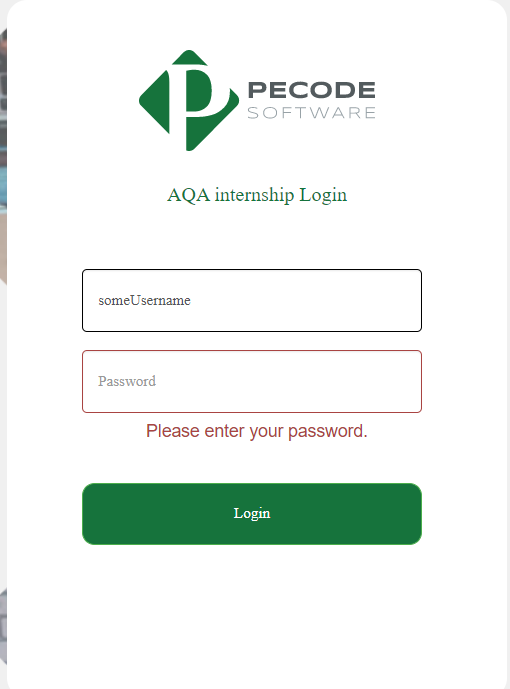 PECODE
SOFTWARE
AQA internship Login
someUsername
Password
Please enter your password.
Login